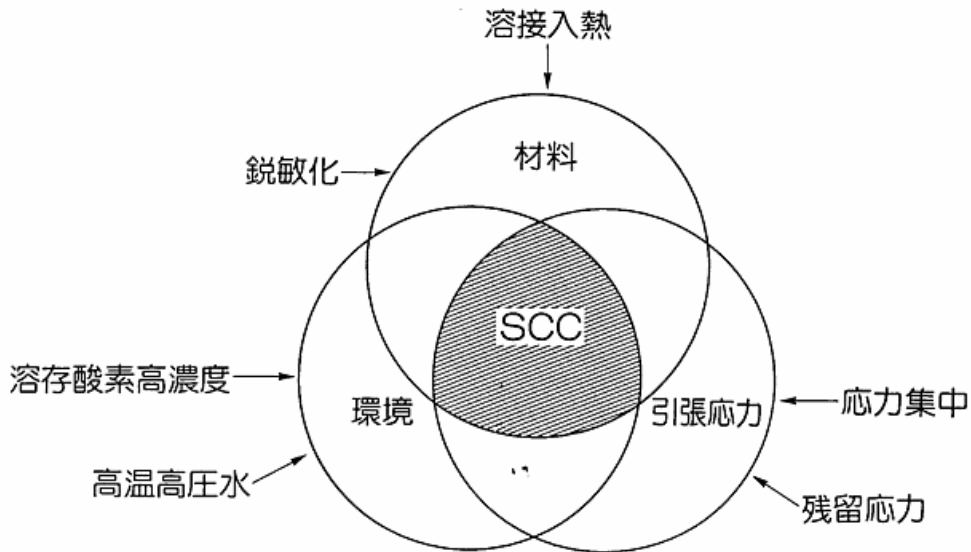 溶接入熱
鋭敏化
材料
SCC
溶存酸素高濃度
環境
引張応力
応力集中
高温高圧水
残留応力